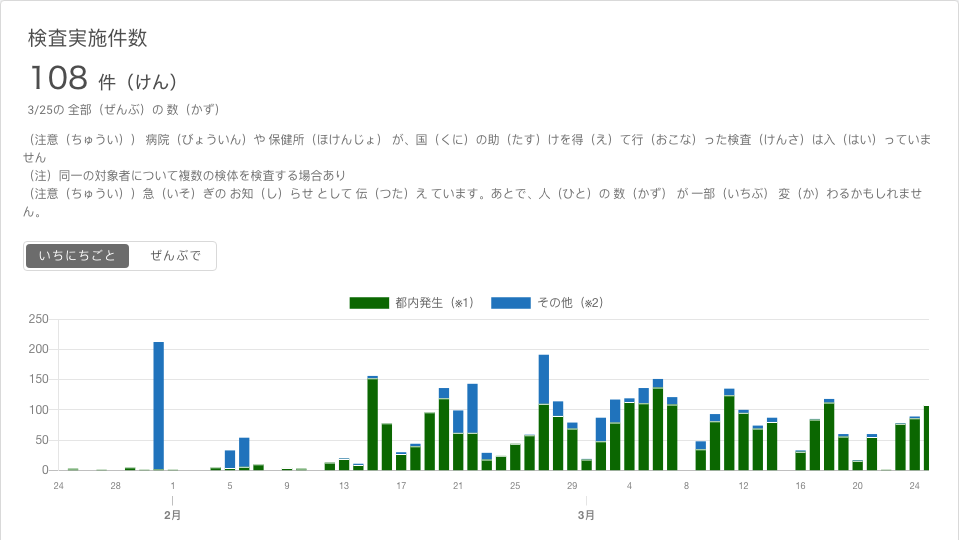 検査実施件数
108 件（けん）
3/25の 全部（ぜんぶ）の 数（かず）
（注意（ちゅうい）） 病院（びょういん）や 保健所（ほけんじょ） が、国（くに）の助（たす）けを得（え）て行（おこな）った検査（けんさ）は入（はい）っていま
せん
（注）同一の対象者について複数の検体を検査する場合あり
（注意（ちゅうい））急（いそ）ぎの お知（し）らせ として 伝（つた）え ています。あとで、人（ひと）の 数（かず） が 一部（いちぶ） 変（か）わるかもしれませ
ん。
いちにちごと ぜんぶで
都内発生（※1） その他（※2）
250
200
150
100
50
0
24 28 1 5 9 13 17 21 25 29 4 8 12 16 20 24
2月 3月